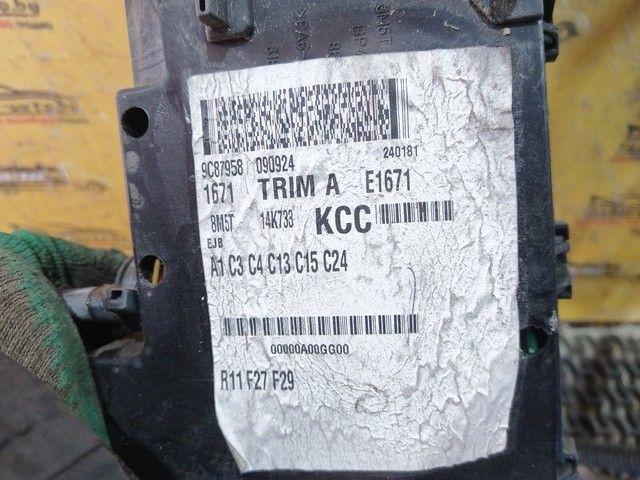 9C87958 090924 240181
1671 TRIM A E1671
8M5T 14K733 KCC
EJB
A1 C3 C4 C13 C15 C24
00000A00GG00
R11 F27 F29